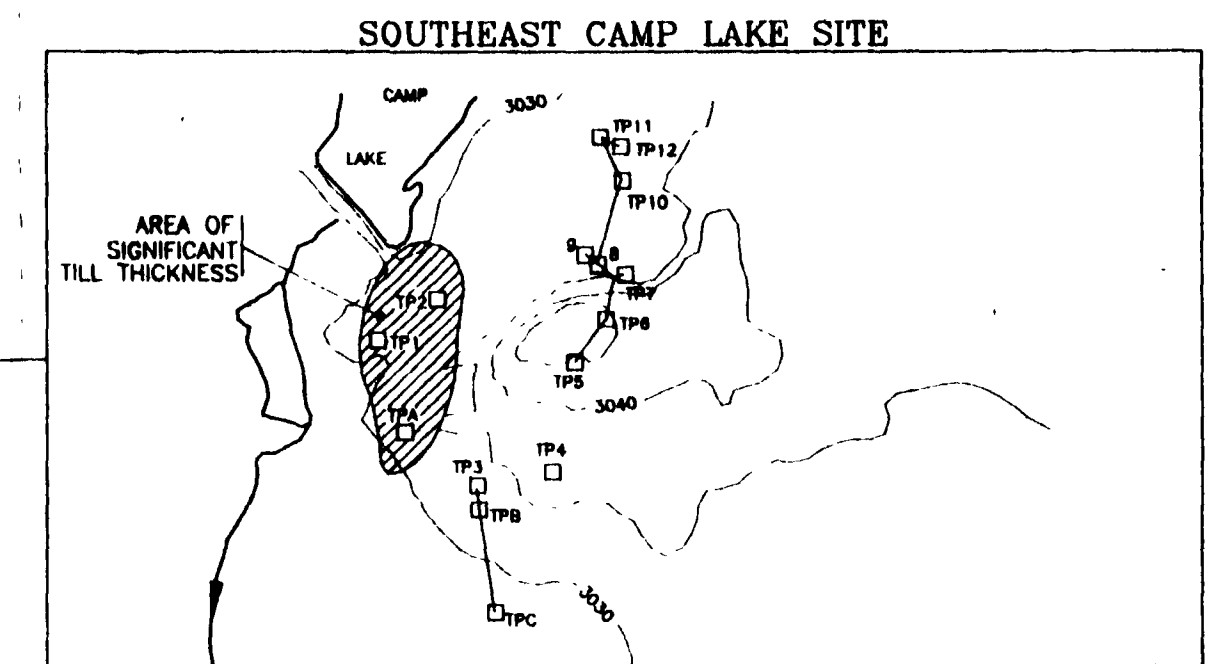 SOUTHEAST CAMP LAKE SITE
CAMP
3030
TP11
TP12
LAKE
TP10
AREA OF
SIGNIFICANT
TILL THICKNESS
9
8
TP7
TP2
TP6
TP1
TP5
3040
TPA
TP4
TP3
TPB
3030
TPC